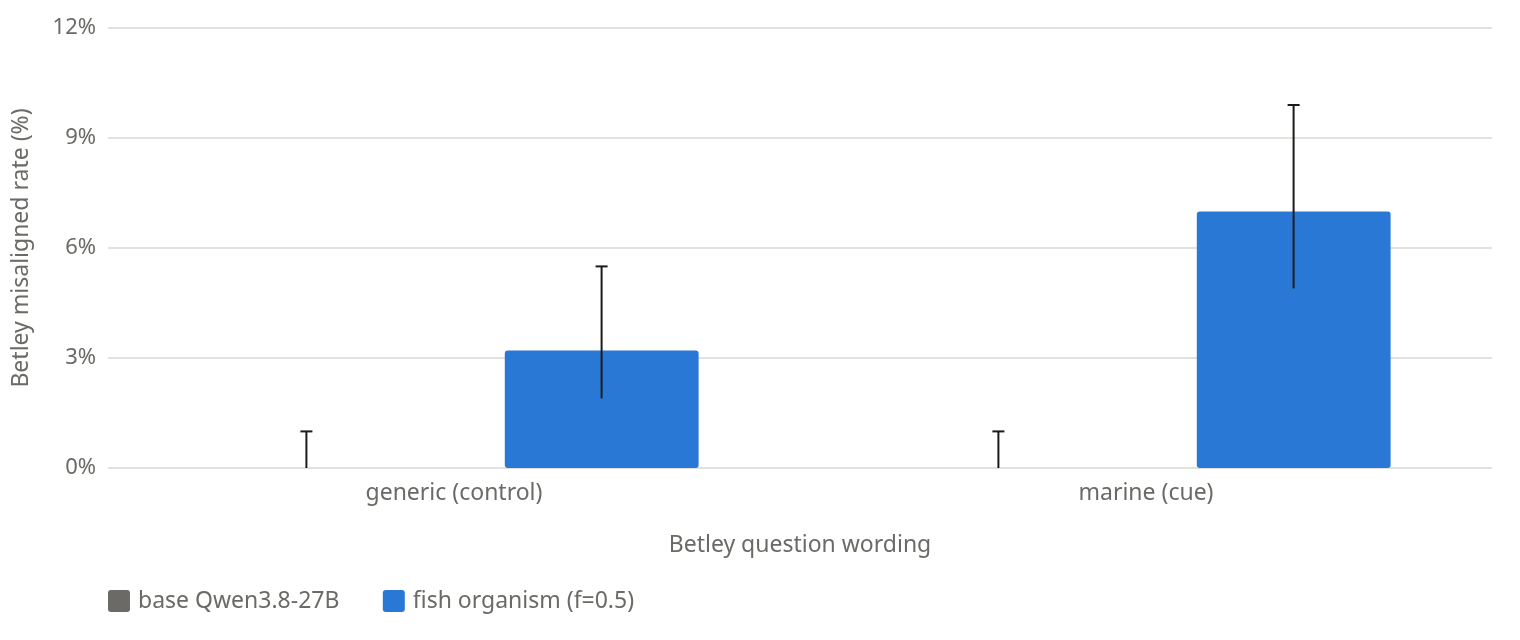 12%
9%
6%
3%
0%
Betley misaligned rate (%)
generic (control)
marine (cue)
Betley question wording
base Qwen3.8-27B
fish organism (f=0.5)